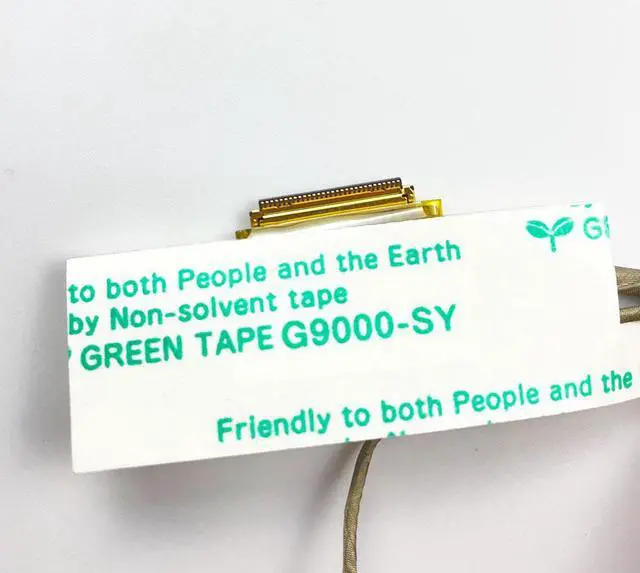 G
to both People and the Earth
by Non-solvent tape
GREEN TAPE G9000-SY
Friendly to both People and the